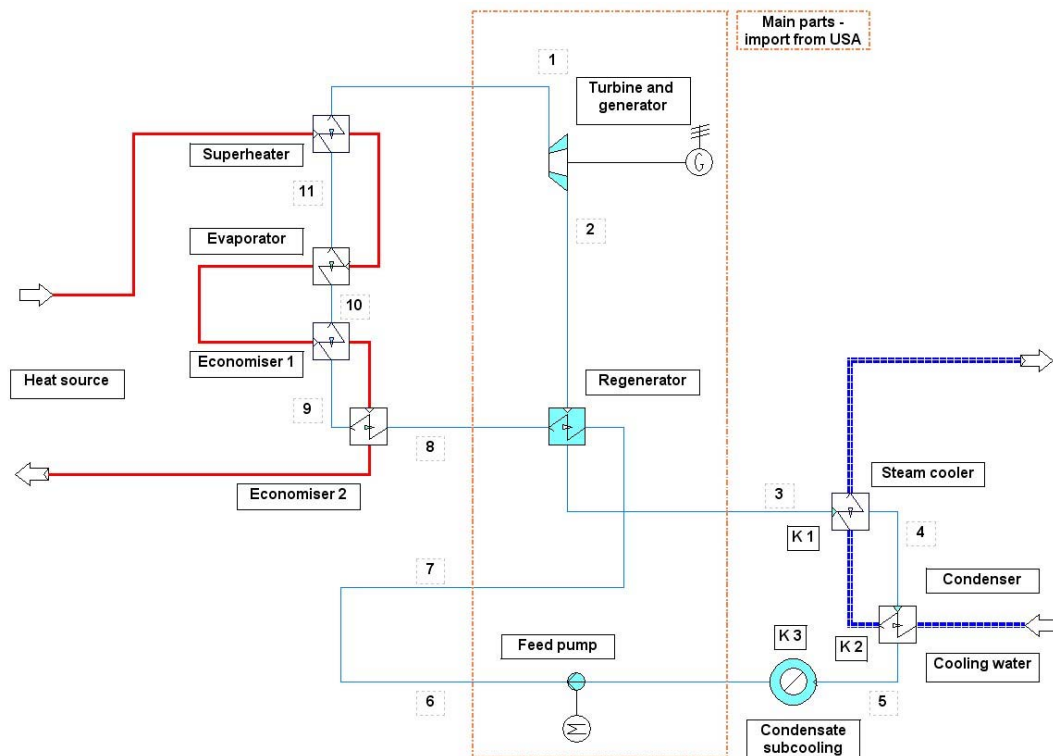 Main parts -
import from USA
1
Turbine and
generator
Superheater
G
11
2
Evaporator
10
Economiser 1
Heat source
Regenerator
9
8
Steam cooler
Economiser 2
3
K 1
4
7
Condenser
K 3
Feed pump
K 2
Cooling water
6
5
M
Condensate
subcooling